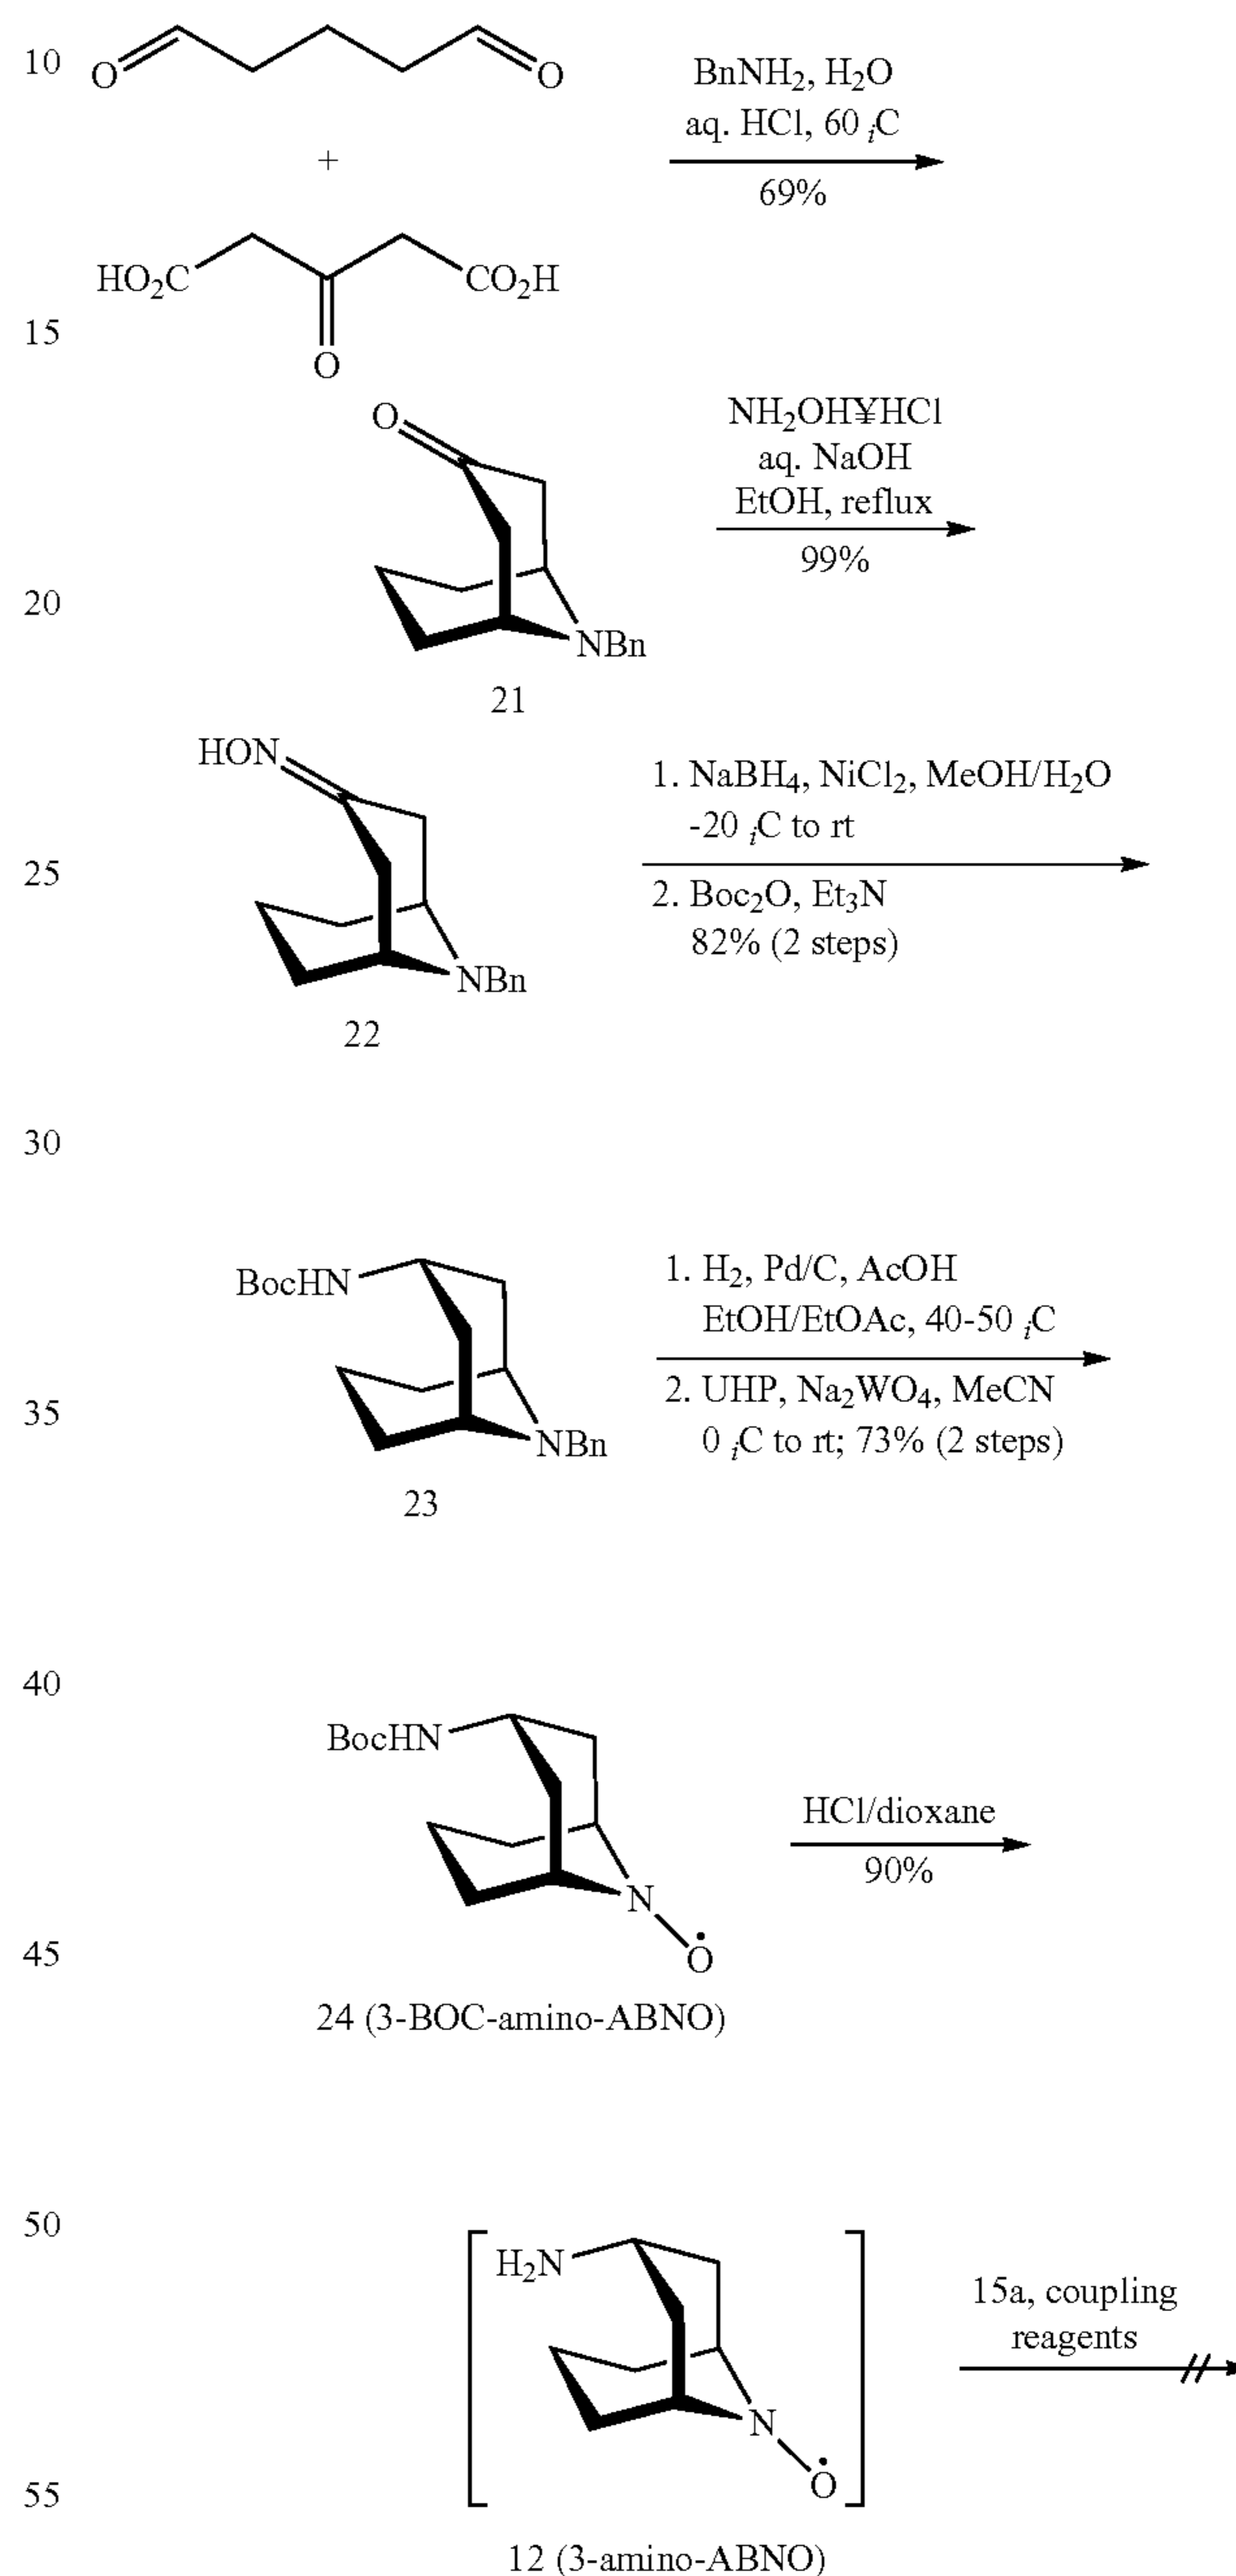 10
O
O
BnNH2, H2O
aq. HCl, 60 iC
+
69%
HO2C
CO2H
15
O
O
NH2OH¥HCl
aq. NaOH
EtOH, reflux
99%
20
NBn
21
HON
1. NaBH4, NiCl2, MeOH/H2O
-20 iC to rt
25
2. Boc2O, Et3N
82% (2 steps)
NBn
22
30
BocHN
1. H2, Pd/C, AcOH
EtOH/EtOAc, 40-50 iC
35
2. UHP, Na2WO4, MeCN
0 iC to rt; 73% (2 steps)
NBn
23
40
BocHN
HCl/dioxane
90%
N
45
O
24 (3-BOC-amino-ABNO)
50
H2N
15a, coupling
reagents
N
55
O
12 (3-amino-ABNO)